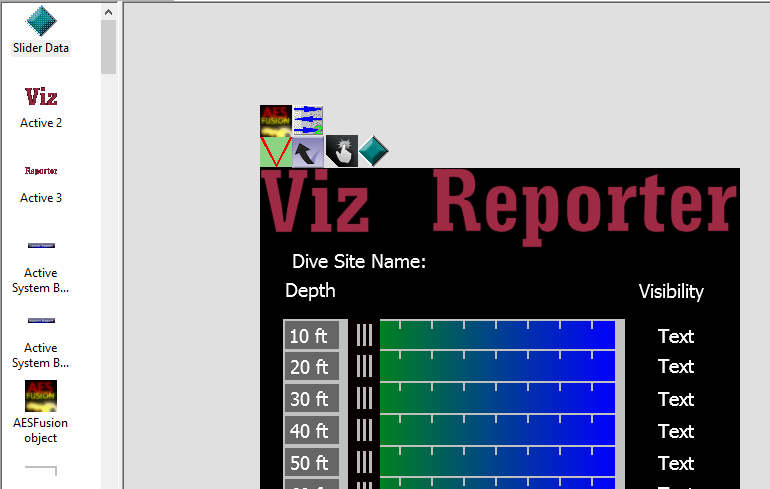 Slider Data
Viz
Active 2
Reporter
Active 3
Active
System B...
Active
System B...
AES
FUSION
AESFusion
object
AES
FUSION
Viz Reporter
Dive Site Name:
Depth
Visibility
10 ft
Text
20 ft
Text
30 ft
Text
40 ft
Text
50 ft
Text